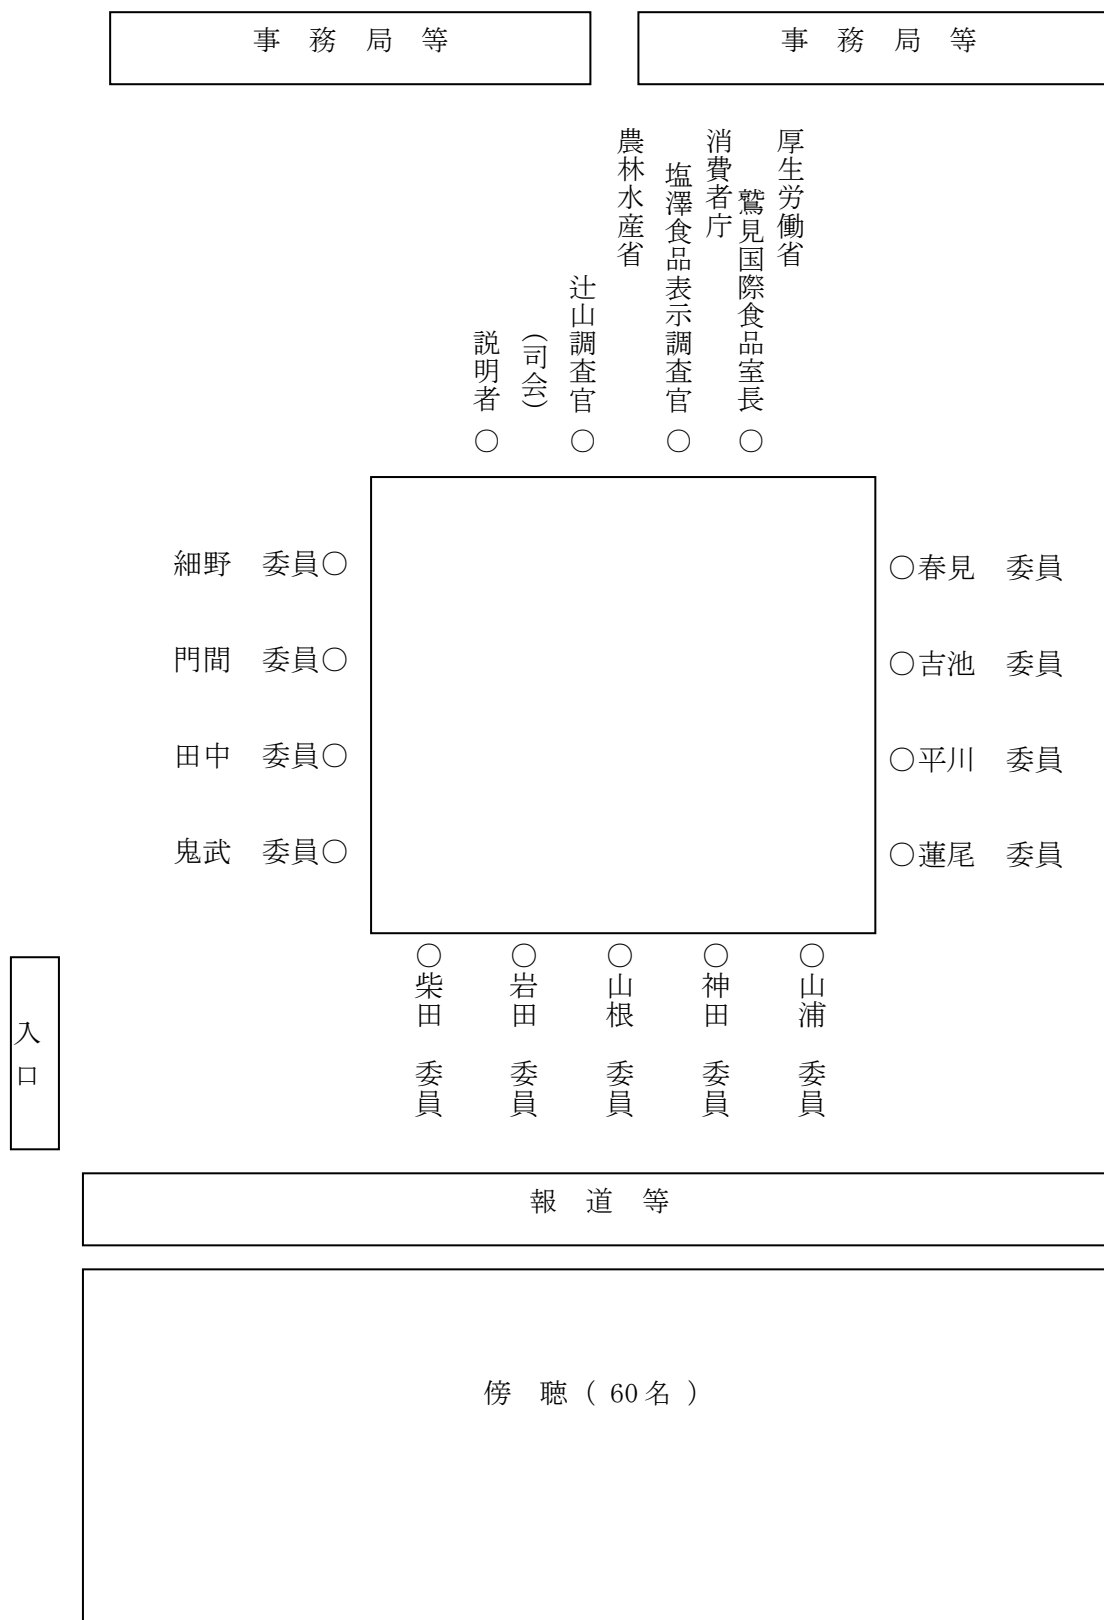 事　務　局　等
事　務　局　等
厚生労働省
鷲見国際食品室長 ○
消費者庁
塩澤食品表示調査官 ○
農林水産省
辻山調査官 ○
（司会）
説明者 ○
細野　委員○
門間　委員○
田中　委員○
鬼武　委員○
○春見　委員
○吉池　委員
○平川　委員
○蓮尾　委員
○山浦　委員
○神田　委員
○山根　委員
○岩田　委員
○柴田　委員
入口
報　道　等
傍　聴（ 60名 ）